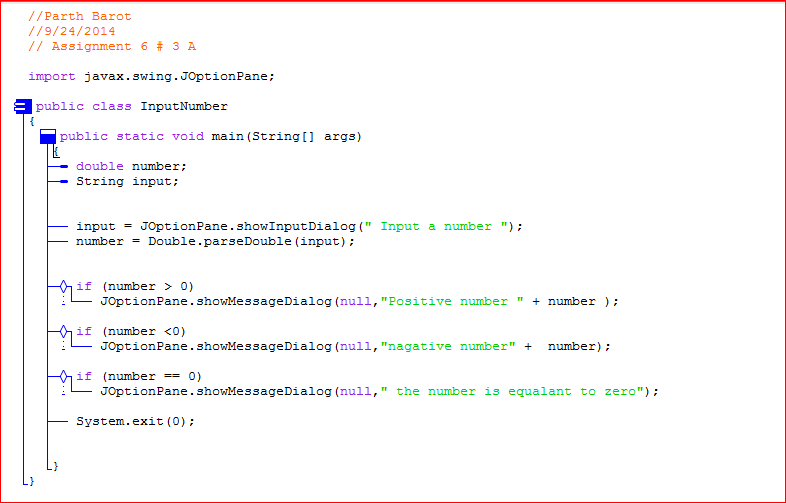 //Parth Barot
//9/24/2014
// Assignment 6 # 3 A
import javax.swing.JOptionPane;
public class InputNumber
{
public static void main(String[] args)
{
double number;
String input;
input = JOptionPane.showInputDialog(" Input a number ");
number = Double.parseDouble(input);
if (number > 0)
JOptionPane.showMessageDialog(null,"Positive number " + number );
if (number <0)
JOptionPane.showMessageDialog(null,"nagative number" +  number);
if (number == 0)
JOptionPane.showMessageDialog(null," the number is equalant to zero");
System.exit(0);
}
}